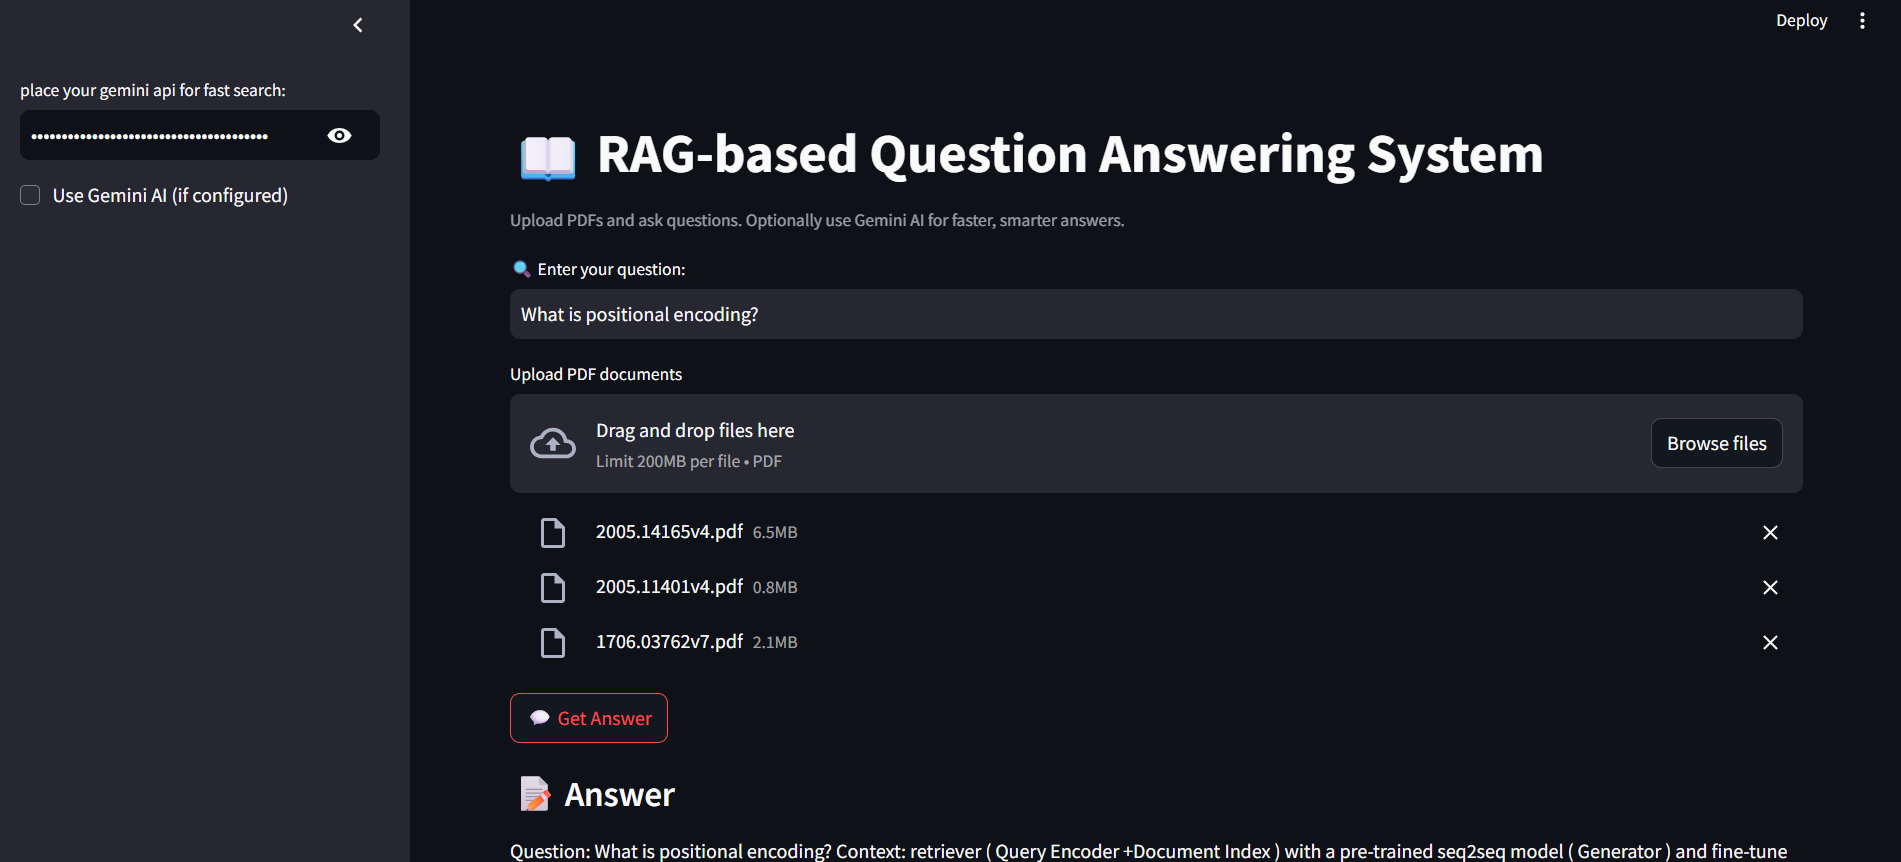 Deploy
place your gemini api for fast search:
••••••••••••••••••••••••••••••••••••••••
Use Gemini AI (if configured)
RAG-based Question Answering System
Upload PDFs and ask questions. Optionally use Gemini AI for faster, smarter answers.
Enter your question:
What is positional encoding?
Upload PDF documents
Drag and drop files here
Limit 200MB per file • PDF
Browse files
2005.14165v4.pdf 6.5MB
2005.11401v4.pdf 0.8MB
1706.03762v7.pdf 2.1MB
Get Answer
Answer
Question: What is positional encoding? Context: retriever ( Query Encoder +Document Index ) with a pre-trained seq2seq model ( Generator ) and fine-tune